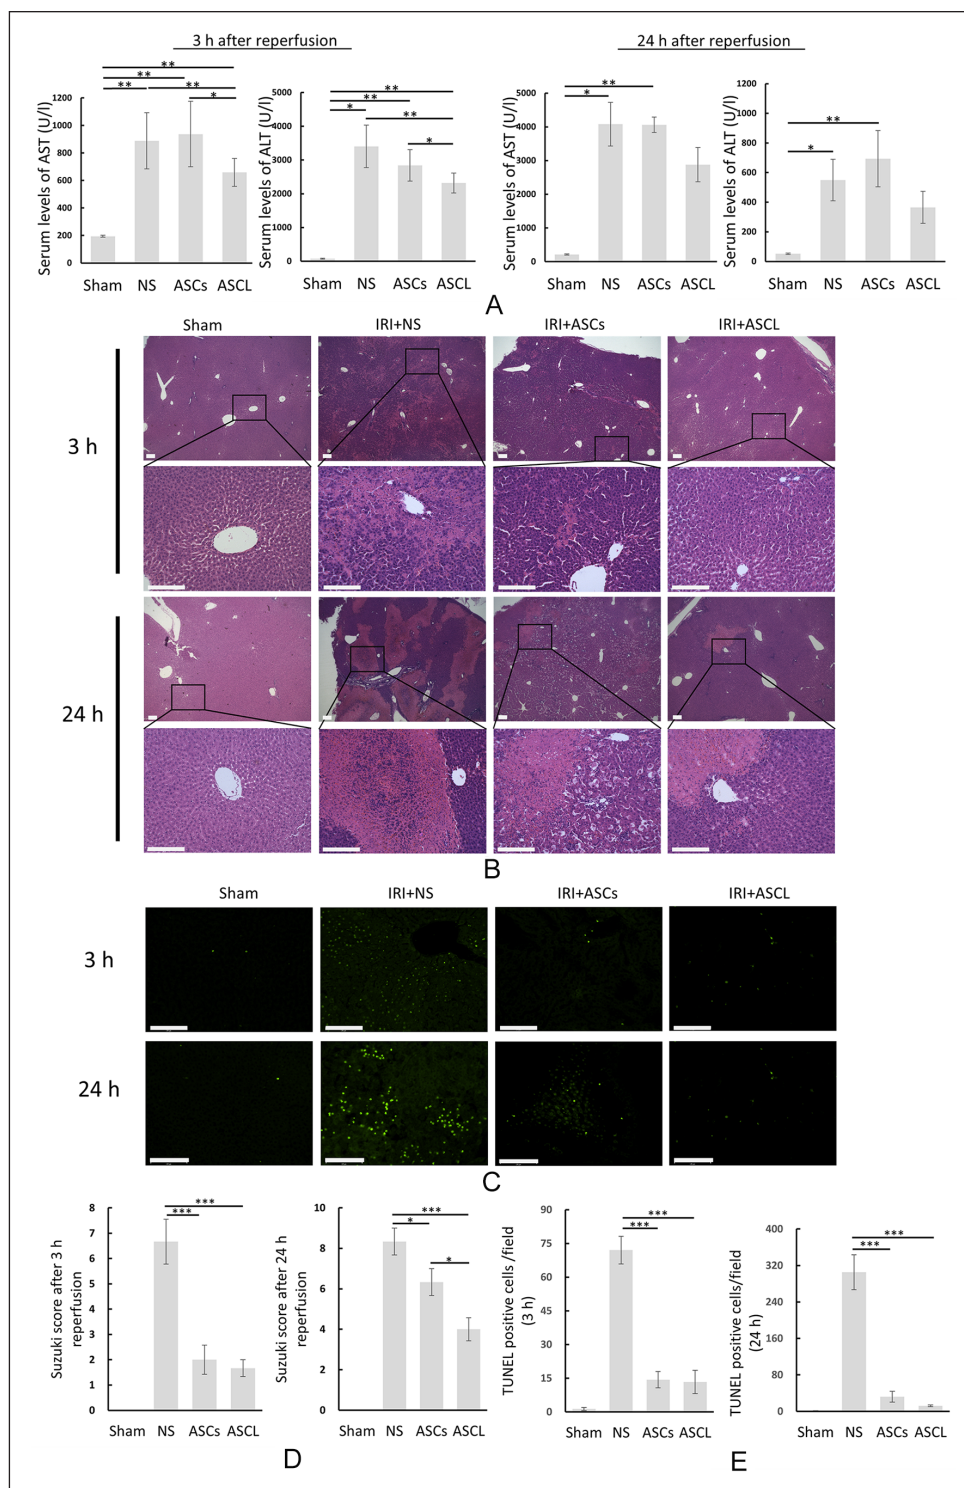 3 h after reperfusion
24 h after reperfusion
Serum levels of AST (U/l)
1200
1000
800
600
400
200
0
**
**
**
**
*
Sham NS ASCs ASCL
Serum levels of ALT (U/l)
5000
4000
3000
2000
1000
0
**
**
*
**
*
Sham NS ASCs ASCL
Serum levels of AST (U/l)
6000
5000
4000
3000
2000
1000
0
**
*
Sham NS ASCs ASCL
Serum levels of ALT (U/l)
1200
1000
800
600
400
200
0
**
*
Sham NS ASCs ASCL
A
Sham IRI+NS IRI+ASCs IRI+ASCL
3 h
24 h
B
Sham IRI+NS IRI+ASCs IRI+ASCL
3 h
24 h
C
Suzuki score after 3 h
reperfusion
8
7
6
5
4
3
2
1
0
***
***
Sham NS ASCs ASCL
Suzuki score after 24 h
reperfusion
10
8
6
4
2
0
***
*
*
Sham NS ASCs ASCL
D
TUNEL positive cells /field
(3 h)
90
75
60
45
30
15
0
***
***
Sham NS ASCs ASCL
TUNEL positive cells/field
(24 h)
400
320
240
160
80
0
***
***
Sham NS ASCs ASCL
E